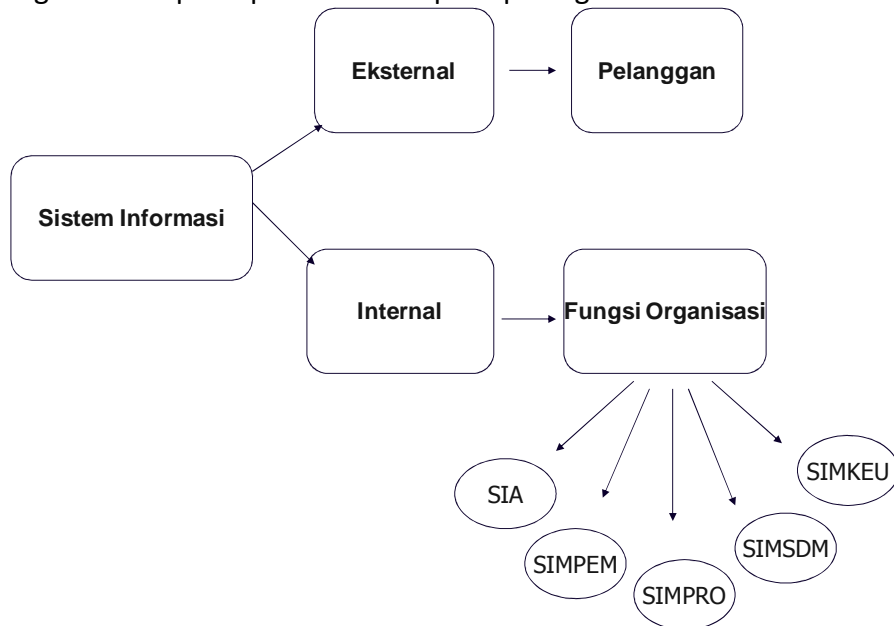 Eksternal
Pelanggan
Sistem Informasi
Internal
Fungsi Organisasi
SIA
SIMPEM
SIMPRO
SIMSDM
SIMKEU